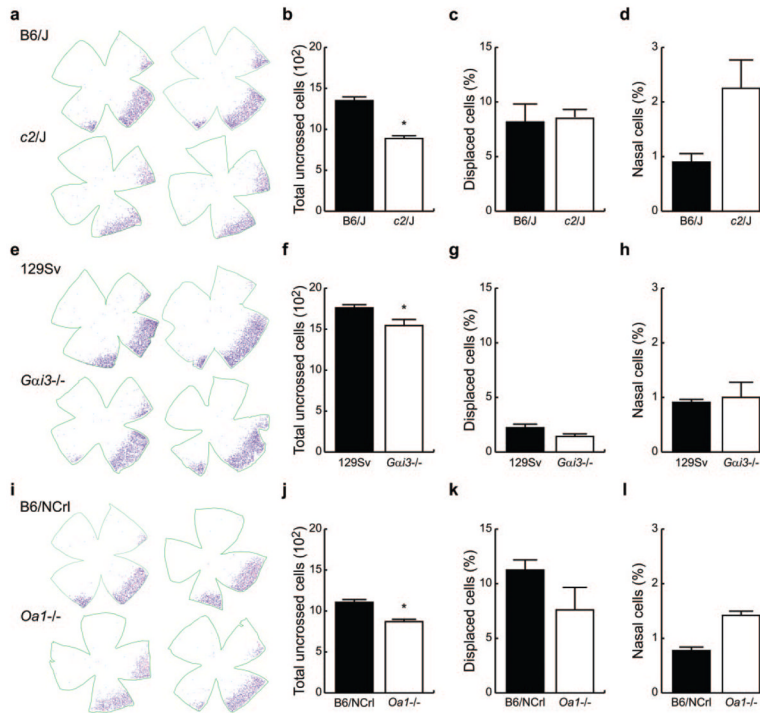 a
B6/J
c2/J
b
Total uncrossed cells (10²)
20
15
10
5
0
*
B6/J c2/J
c
Displaced cells (%)
15
10
5
0
B6/J c2/J
d
Nasal cells (%)
3
2
1
0
B6/J c2/J
e
129Sv
Gαi3-/-
f
Total uncrossed cells (10²)
20
15
10
5
0
*
129Sv Gαi3-/-
g
Displaced cells (%)
15
10
5
0
129Sv Gαi3-/-
h
Nasal cells (%)
3
2
1
0
129Sv Gαi3-/-
i
B6/NCrl
Oa1-/-
j
Total uncrossed cells (10²)
20
15
10
5
0
*
B6/NCrl Oa1-/-
k
Displaced cells (%)
15
10
5
0
B6/NCrl Oa1-/-
l
Nasal cells (%)
3
2
1
0
B6/NCrl Oa1-/-